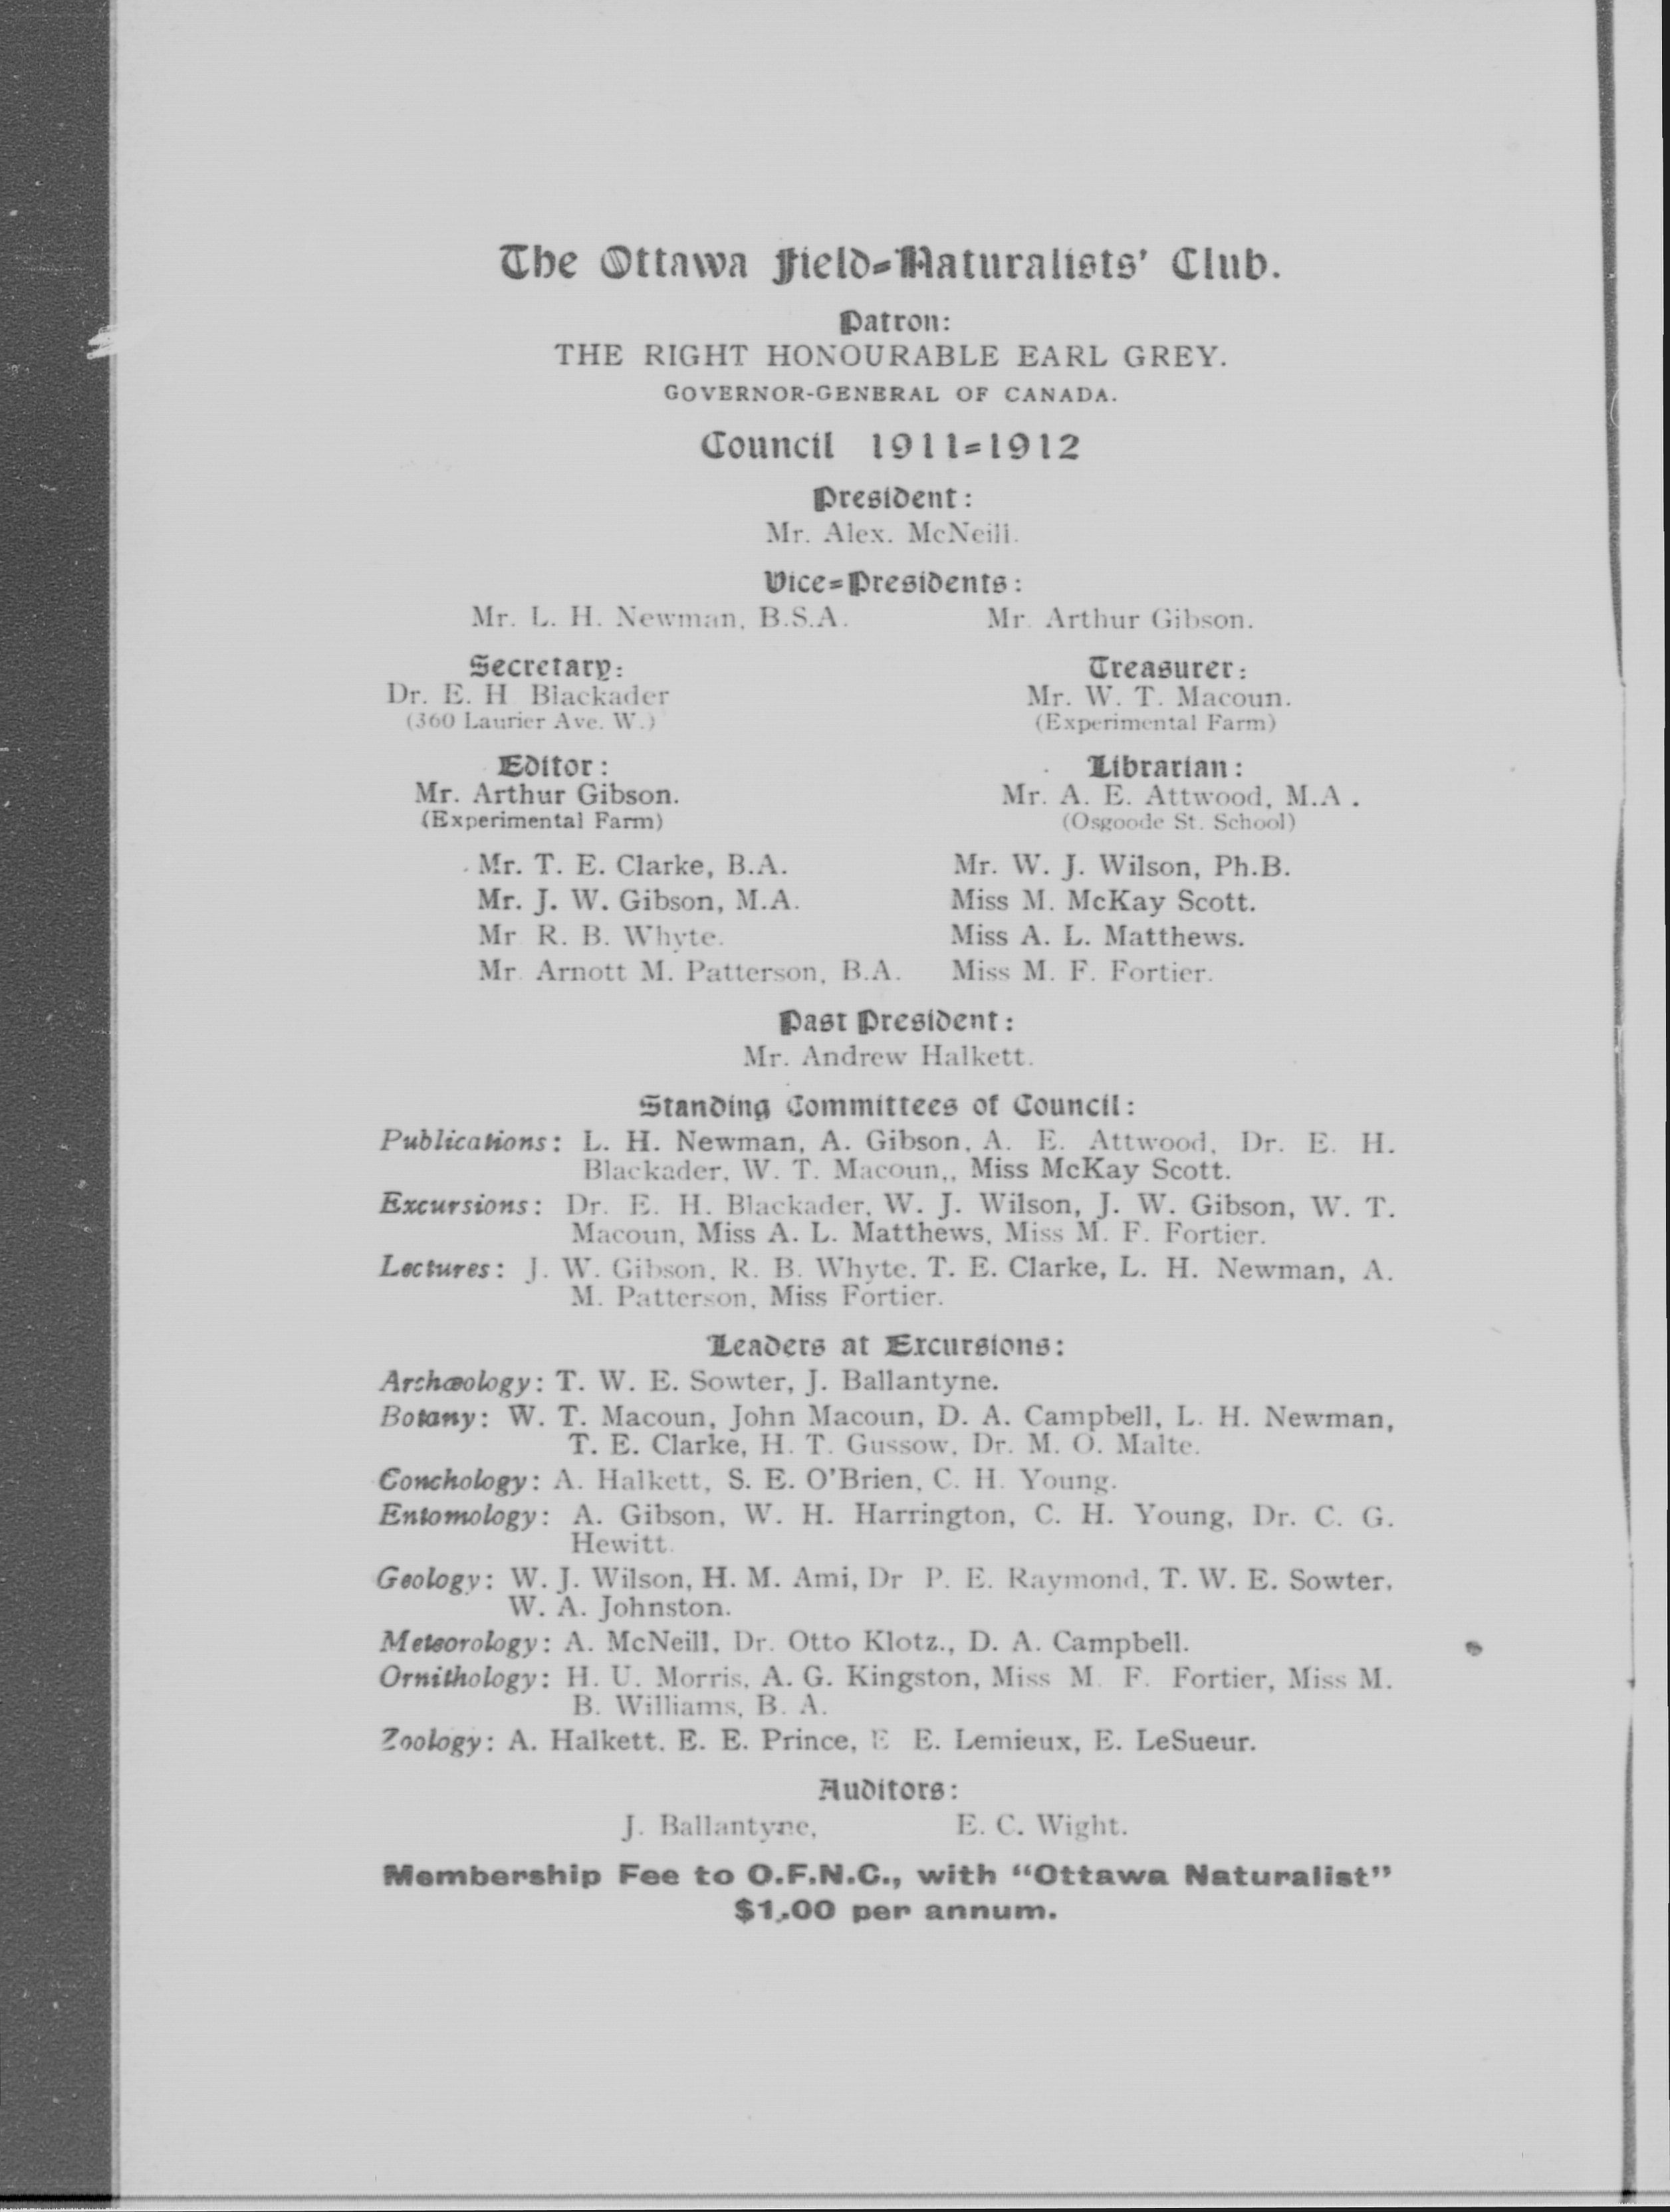 The Ottawa Field-Naturalists' Club.
Patron:
THE RIGHT HONOURABLE EARL GREY.
GOVERNOR-GENERAL OF CANADA.
Council 1911-1912
President:
Mr. Alex. McNeill.
Vice-Presidents:
Mr. L. H. Newman, B.S.A. Mr. Arthur Gibson.
Secretary: Treasurer:
Dr. E. H Blackader Mr. W. T. Macoun.
(360 Laurier Ave. W.) (Experimental Farm)
Editor: Librarian:
Mr. Arthur Gibson. Mr. A. E. Attwood, M.A.
(Experimental Farm) (Osgoode St. School)
Mr. T. E. Clarke, B.A. Mr. W. J. Wilson, Ph.B.
Mr. J. W. Gibson, M.A. Miss M. McKay Scott.
Mr R. B. Whyte. Miss A. L. Matthews.
Mr. Arnott M. Patterson, B.A. Miss M. F. Fortier.
Past President:
Mr. Andrew Halkett.
Standing Committees of Council:
Publications: L. H. Newman, A. Gibson, A. E. Attwood, Dr. E. H.
Blackader, W. T. Macoun,, Miss McKay Scott.
Excursions: Dr. E. H. Blackader, W. J. Wilson, J. W. Gibson, W. T.
Macoun, Miss A. L. Matthews, Miss M. F. Fortier.
Lectures: J. W. Gibson, R. B. Whyte, T. E. Clarke, L. H. Newman, A.
M. Patterson, Miss Fortier.
Leaders at Excursions:
Archæology: T. W. E. Sowter, J. Ballantyne.
Botany: W. T. Macoun, John Macoun, D. A. Campbell, L. H. Newman,
T. E. Clarke, H. T. Gussow, Dr. M. O. Malte.
Conchology: A. Halkett, S. E. O'Brien, C. H. Young.
Entomology: A. Gibson, W. H. Harrington, C. H. Young, Dr. C. G.
Hewitt.
Geology: W. J. Wilson, H. M. Ami, Dr P. E. Raymond, T. W. E. Sowter,
W. A. Johnston.
Meteorology: A. McNeill, Dr. Otto Klotz., D. A. Campbell.
Ornithology: H. U. Morris, A. G. Kingston, Miss M. F. Fortier, Miss M.
B. Williams, B. A.
Zoology: A. Halkett, E. E. Prince, E E. Lemieux, E. LeSueur.
Auditors:
J. Ballantyne, E. C. Wight.
Membership Fee to O.F.N.C., with "Ottawa Naturalist"
$1.00 per annum.